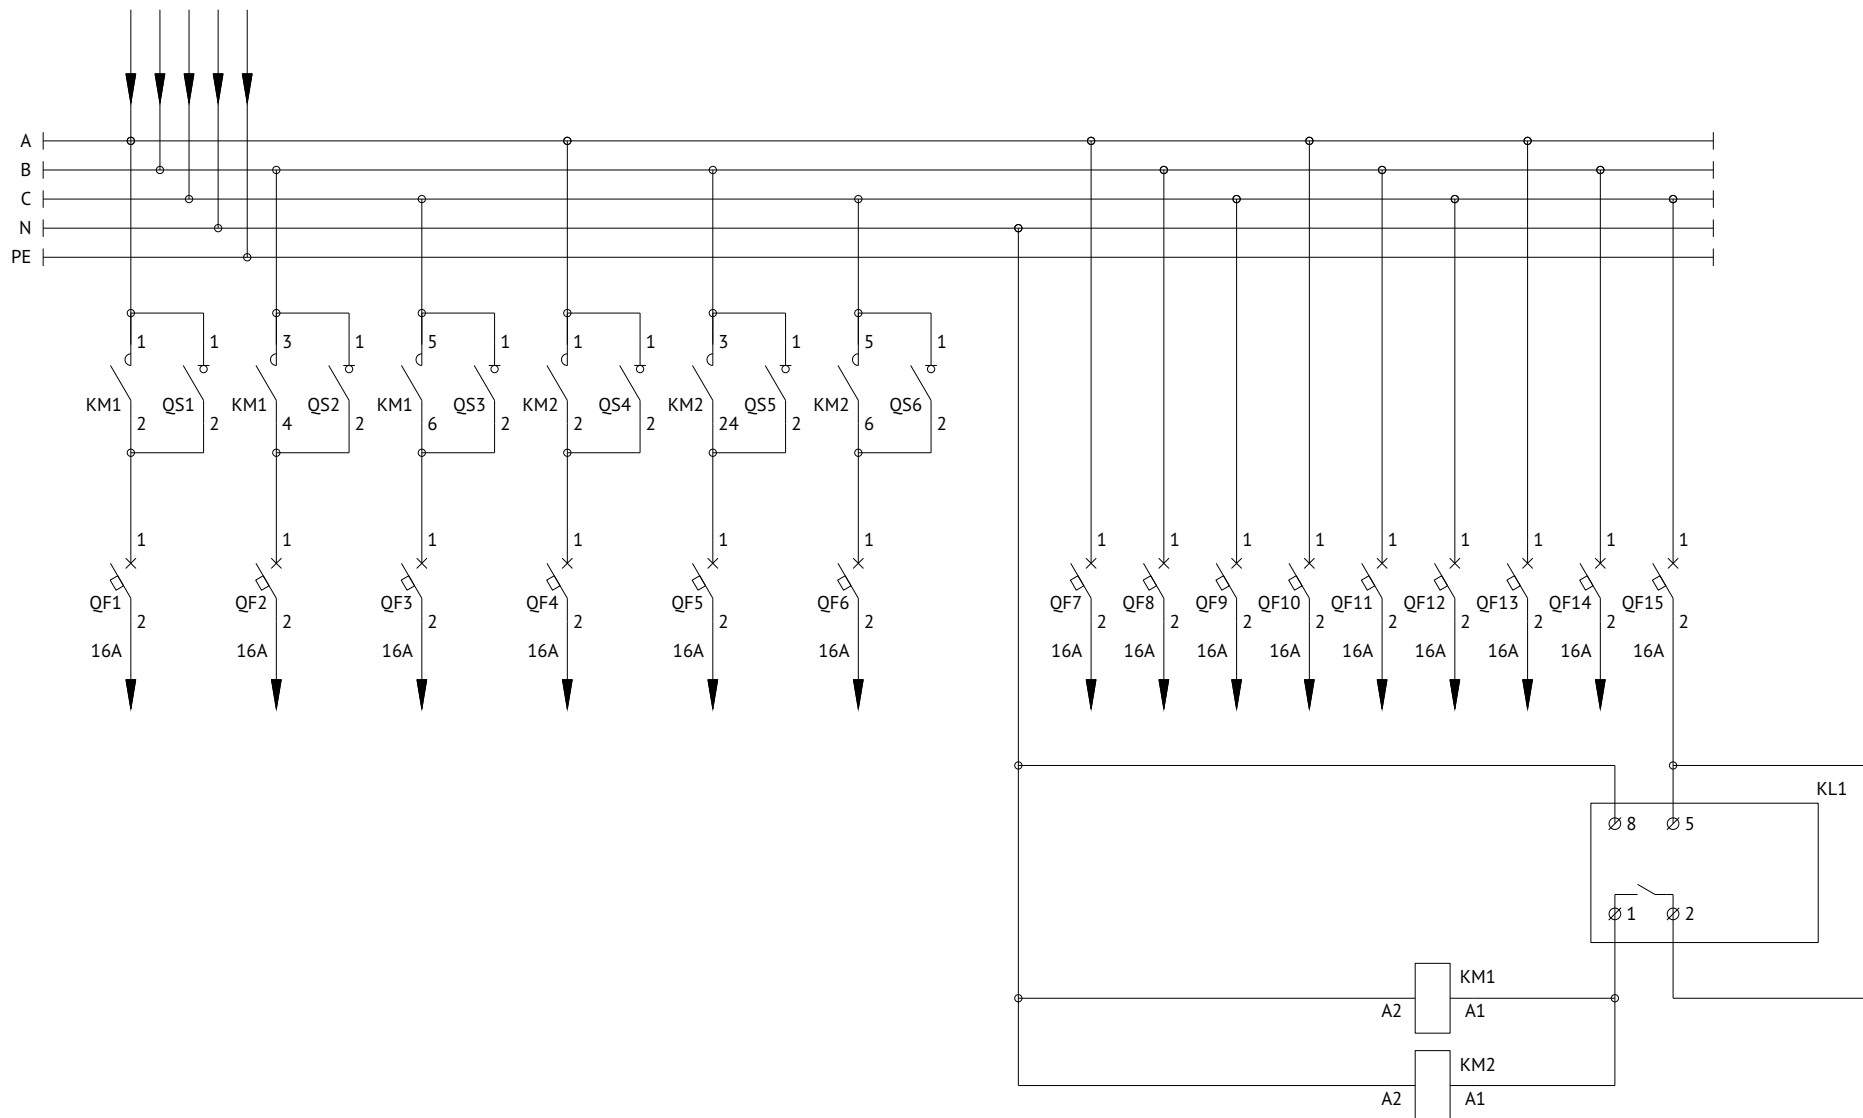 A
B
C
N
PE
1 1 3 1 5 1 1 1 3 1 5 1
KM1 QS1 KM1 QS2 KM1 QS3 KM2 QS4 KM2 QS5 KM2 QS6
2 2 4 2 6 2 2 2 24 2 6 2
1 1 1 1 1 1 1 1 1 1 1 1 1 1 1
QF1 QF2 QF3 QF4 QF5 QF6 QF7 QF8 QF9 QF10 QF11 QF12 QF13 QF14 QF15
2 2 2 2 2 2 2 2 2 2 2 2 2 2 2
16A 16A 16A 16A 16A 16A 16A 16A 16A 16A 16A 16A 16A 16A 16A
KL1
8 5
1 2
KM1
A2 A1
KM2
A2 A1